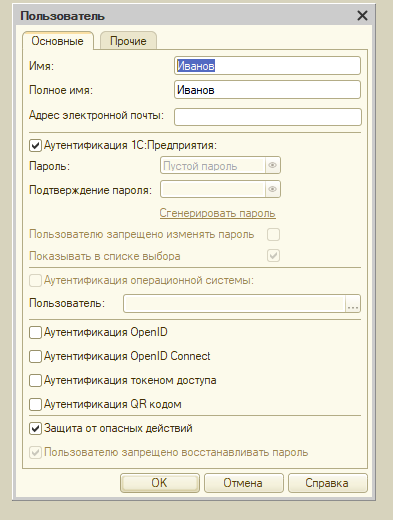 Пользователь
Основные Прочие
Имя: Иванов
Полное имя: Иванов
Адрес электронной почты:
Аутентификация 1С:Предприятия:
Пароль: Пустой пароль
Подтверждение пароля:
Сгенерировать пароль
Пользователю запрещено изменять пароль
Показывать в списке выбора
Аутентификация операционной системы:
Пользователь: ...
Аутентификация OpenID
Аутентификация OpenID Connect
Аутентификация токеном доступа
Аутентификация QR кодом
Защита от опасных действий
Пользователю запрещено восстанавливать пароль
OK Отмена Справка